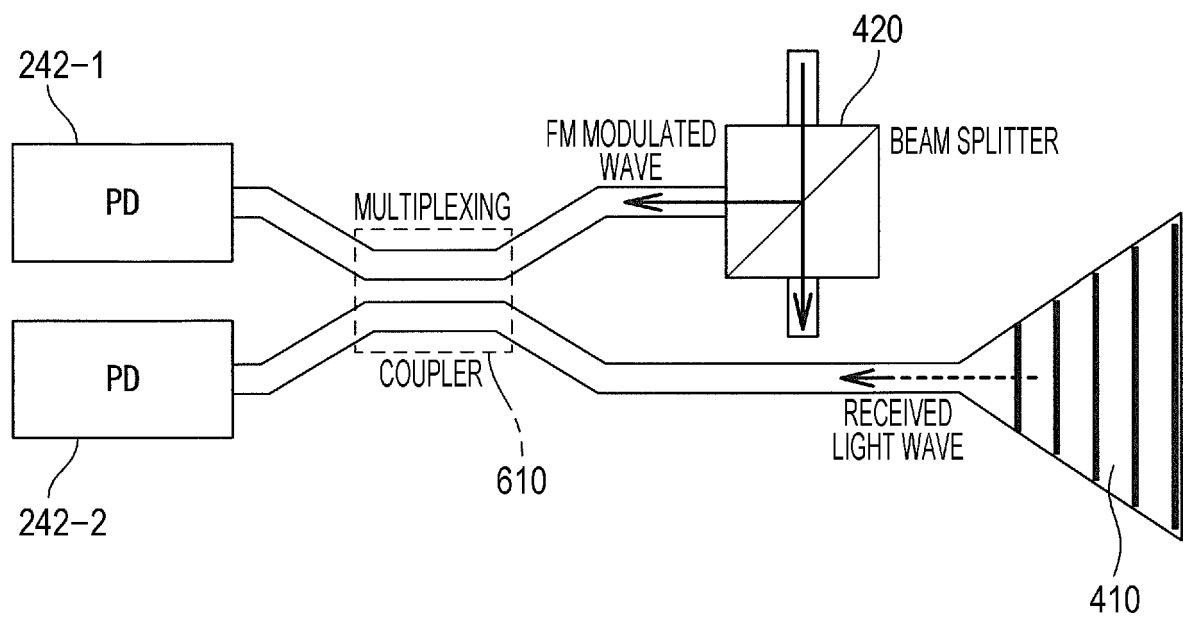 420
242-1
FM MODULATED
WAVE
BEAM SPLITTER
PD
MULTIPLEXING
PD
COUPLER
RECEIVED
LIGHT WAVE
610
242-2
410